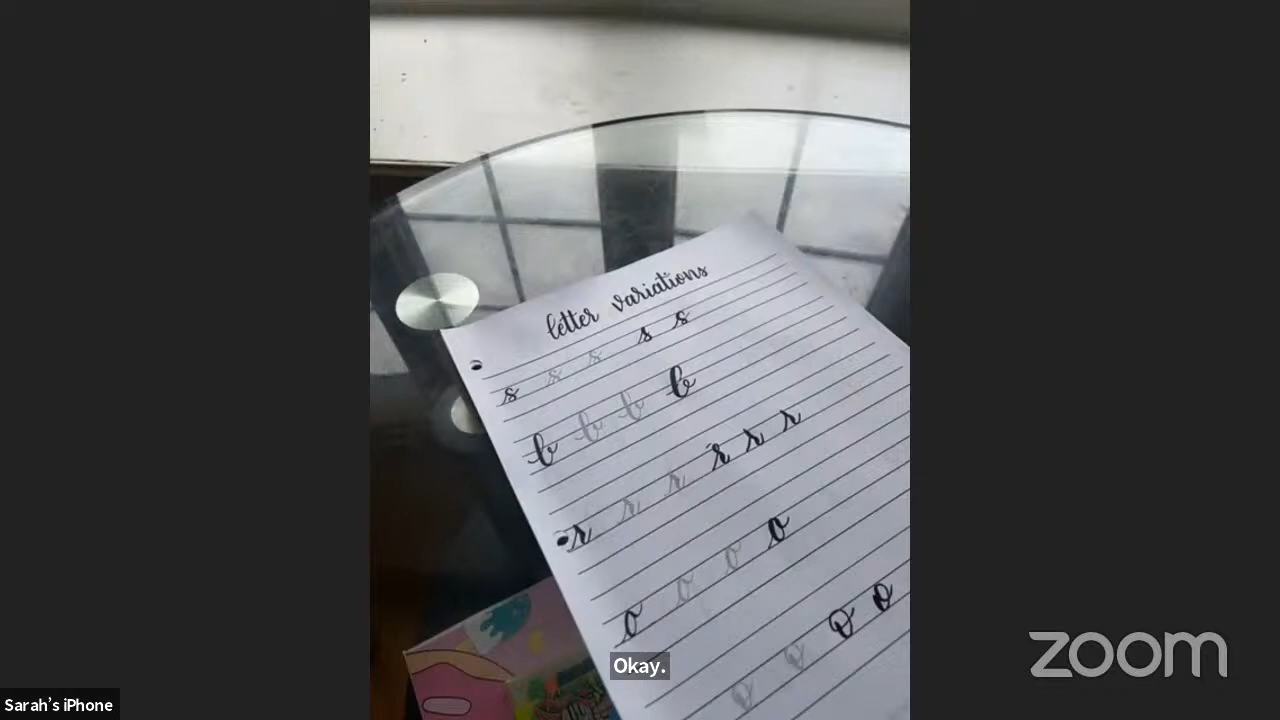 letter variations
s s s s s
b b b b
r r r r r r
o o o o
o o o o
Okay.
Sarah's iPhone
zoom